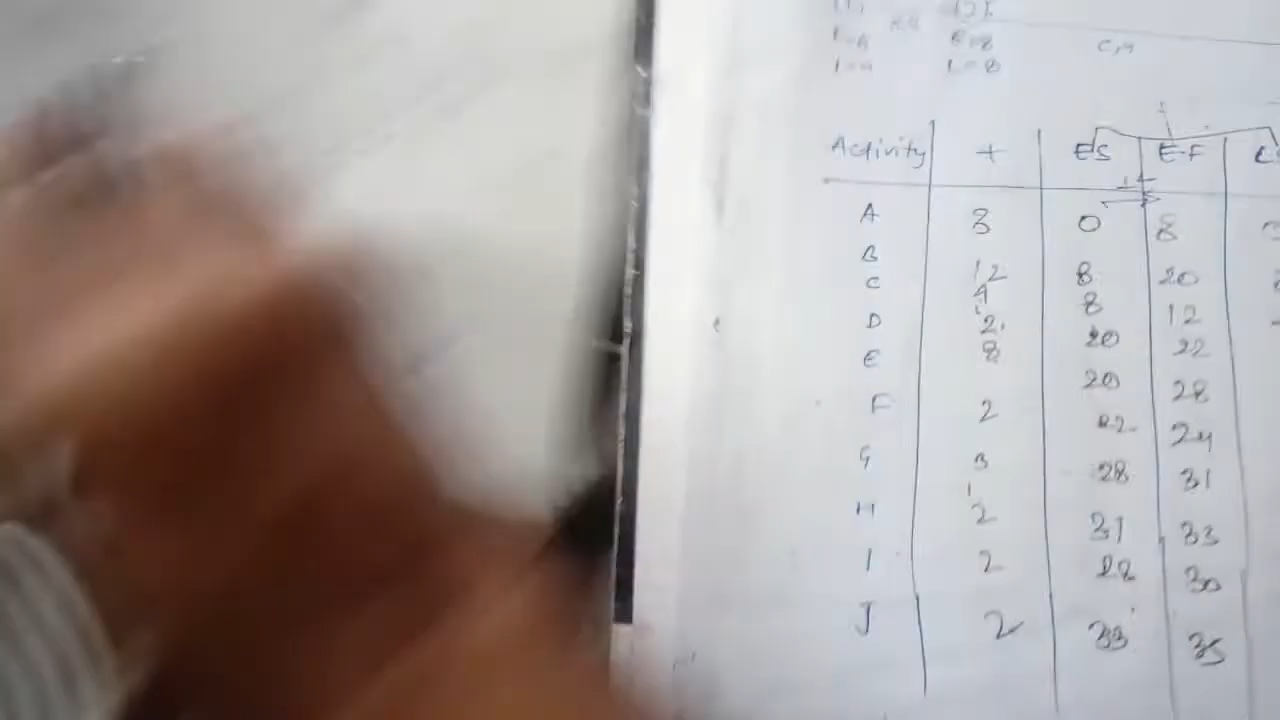 C,A
Activity t ES EF
A 8 0 8
B 12 8 20
C 4 8 12
D 2 20 22
E 8 20 28
F 2 22 24
G 3 28 31
H 2 31 33
I 2 28 30
J 2 33 35